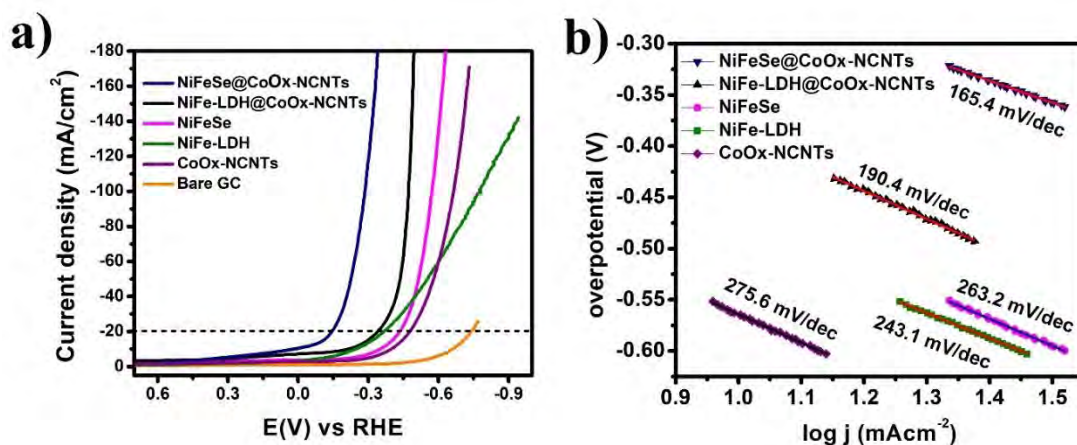 a)
-180
-160
-140
-120
-100
-80
-60
-40
-20
0
Current density (mA/cm²)
NiFeSe@CoOx-NCNTs
NiFe-LDH@CoOx-NCNTs
NiFeSe
NiFe-LDH
CoOx-NCNTs
Bare GC
0.6 0.3 0.0 -0.3 -0.6 -0.9
E(V) vs RHE
b)
-0.30
-0.35
-0.40
-0.45
-0.50
-0.55
-0.60
overpotential (V)
NiFeSe@CoOx-NCNTs
NiFe-LDH@CoOx-NCNTs
NiFeSe
NiFe-LDH
CoOx-NCNTs
165.4 mV/dec
190.4 mV/dec
275.6 mV/dec
263.2 mV/dec
243.1 mV/dec
0.9 1.0 1.1 1.2 1.3 1.4 1.5
log j (mAcm⁻²)